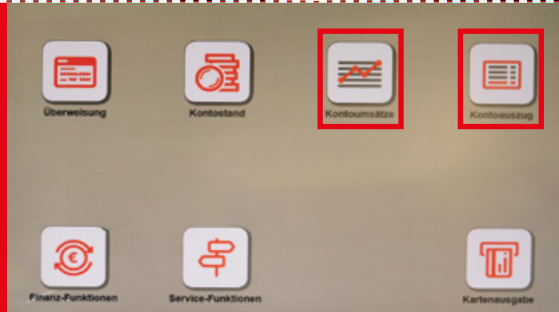 Überweisung
Kontostand
Kontoumsätze
Kontoauszug
€
Finanz-Funktionen
Service-Funktionen
Kartenausgabe